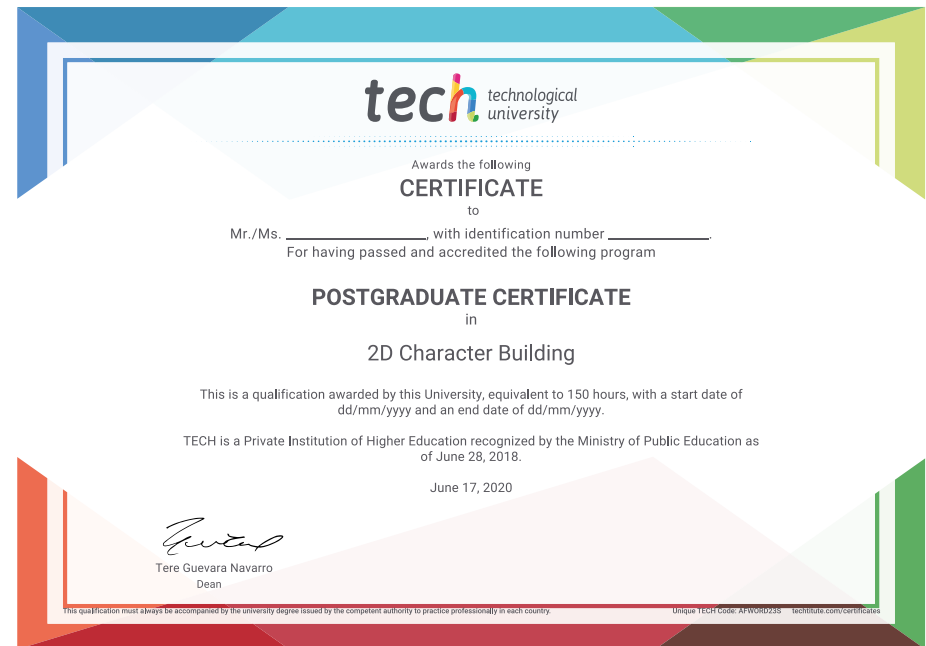 tech technological
university
Awards the following
CERTIFICATE
to
Mr./Ms. ____________________, with identification number ______________.
For having passed and accredited the following program
POSTGRADUATE CERTIFICATE
in
2D Character Building
This is a qualification awarded by this University, equivalent to 150 hours, with a start date of
dd/mm/yyyy and an end date of dd/mm/yyyy.
TECH is a Private Institution of Higher Education recognized by the Ministry of Public Education as
of June 28, 2018.
June 17, 2020
Tere Guevara Navarro
Dean
This qualification must always be accompanied by the university degree issued by the competent authority to practice professionally in each country. Unique TECH Code: AFWORD23S techtitute.com/certificates